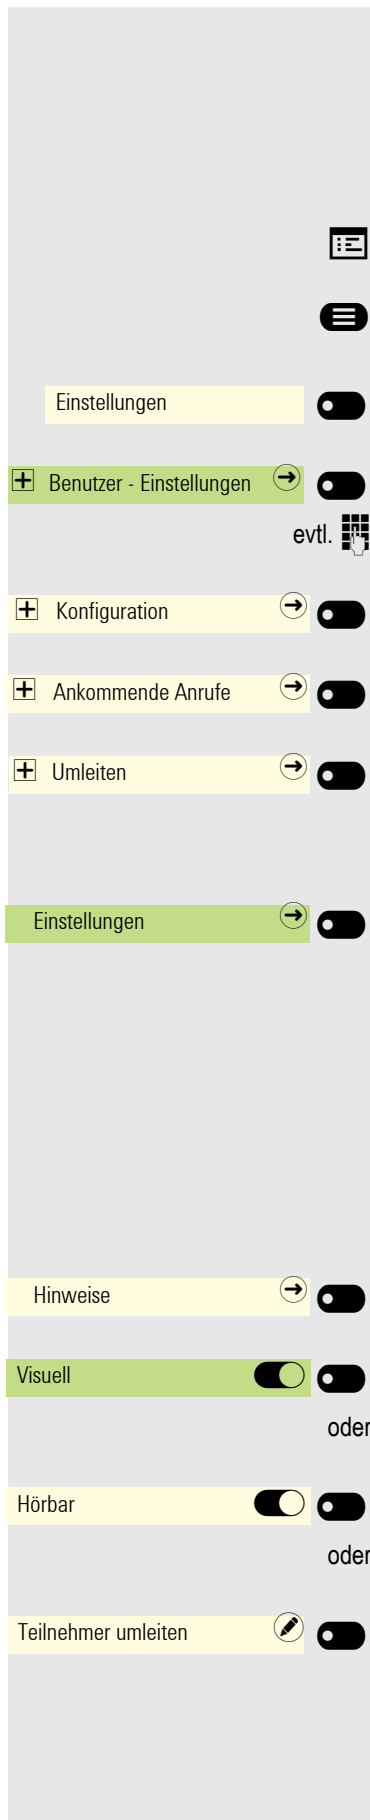 Einstellungen
Benutzer - Einstellungen
evtl.
Konfiguration
Ankommende Anrufe
Umleiten
Einstellungen
Hinweise
Visuell
oder
Hörbar
oder
Teilnehmer umleiten